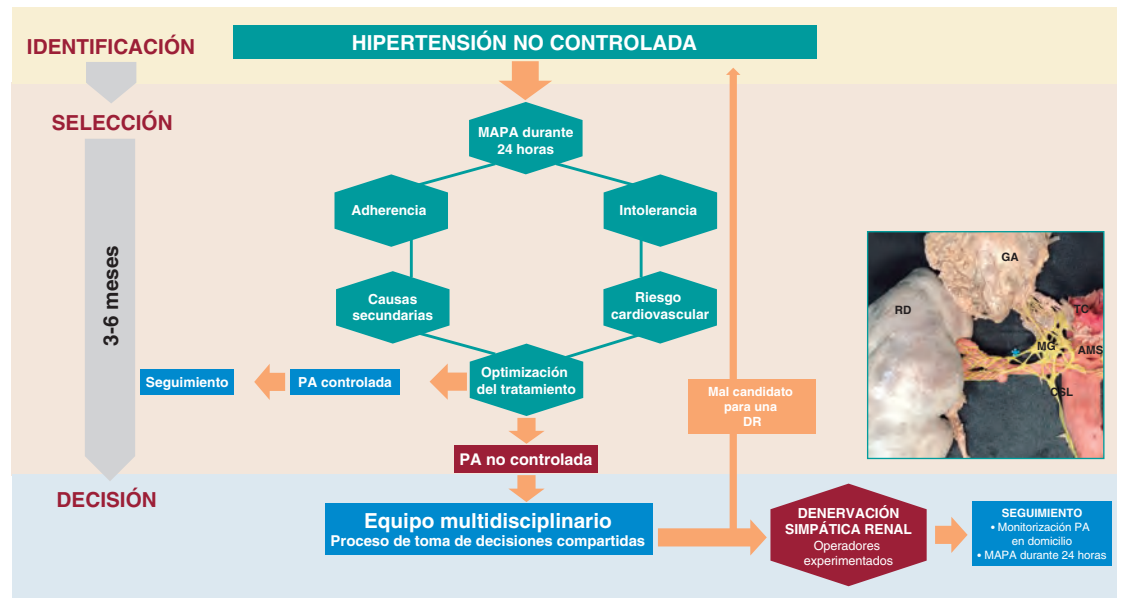 IDENTIFICACIÓN
HIPERTENSIÓN NO CONTROLADA
SELECCIÓN
3-6 meses
MAPA durante
24 horas
Adherencia
Intolerancia
Causas
secundarias
Riesgo
cardiovascular
Optimización
del tratamiento
PA controlada
Seguimiento
PA no controlada
Mal candidato
para una
DR
GA
RD
TC
MG
AMS
CSL
DECISIÓN
Equipo multidisciplinario
Proceso de toma de decisiones compartidas
DENERVACIÓN
SIMPÁTICA RENAL
Operadores
experimentados
SEGUIMIENTO
• Monitorización PA
en domicilio
• MAPA durante 24 horas